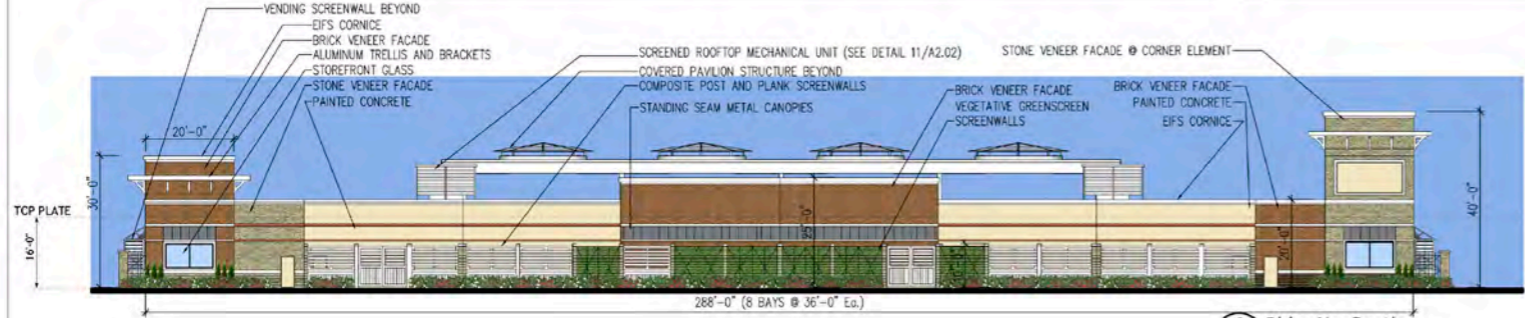 VENDING SCREENWALL BEYOND
EIFS CORNICE
BRICK VENEER FACADE
ALUMINUM TRELLIS AND BRACKETS
STOREFRONT GLASS
STONE VENEER FACADE
PAINTED CONCRETE
SCREENED ROOFTOP MECHANICAL UNIT (SEE DETAIL 11/A2.02)
COVERED PAVILION STRUCTURE BEYOND
COMPOSITE POST AND PLANK SCREENWALLS
STANDING SEAM METAL CANOPIES
BRICK VENEER FACADE
VEGETATIVE GREENSCREEN
SCREENWALLS
STONE VENEER FACADE @ CORNER ELEMENT
BRICK VENEER FACADE
PAINTED CONCRETE
EIFS CORNICE
20'-0"
30'-0"
TOP PLATE
16'-0"
25'-0"
20'-0"
40'-0"
288'-0" (8 BAYS @ 36'-0" Ea.)